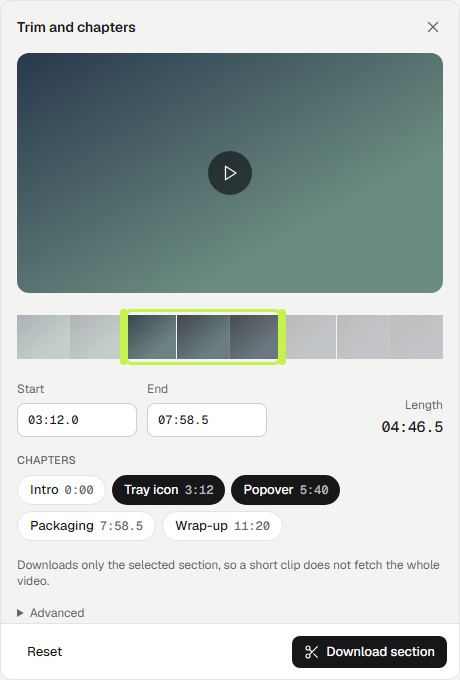 Trim and chapters
Start
End
Length
03:12.0
07:58.5
04:46.5
CHAPTERS
Intro 0:00
Tray icon 3:12
Popover 5:40
Packaging 7:58.5
Wrap-up 11:20
Downloads only the selected section, so a short clip does not fetch the whole
video.
Advanced
Reset
Download section